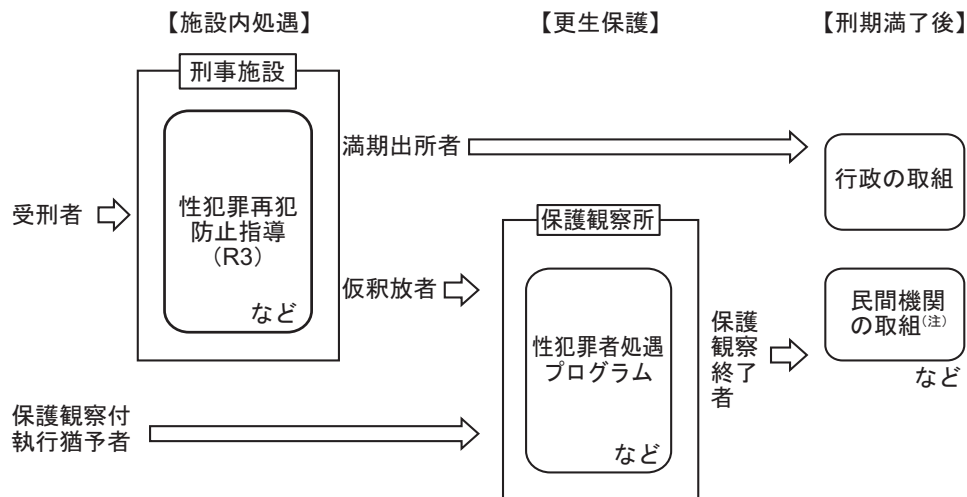 【施設内処遇】
【更生保護】
【刑期満了後】
刑事施設
満期出所者
行政の取組
受刑者
性犯罪再犯
防止指導
（R3）
など
保護観察所
仮釈放者
性犯罪者処遇
プログラム
など
保護
観察
終了
者
民間機関
の取組（注）
など
保護観察付
執行猶予者